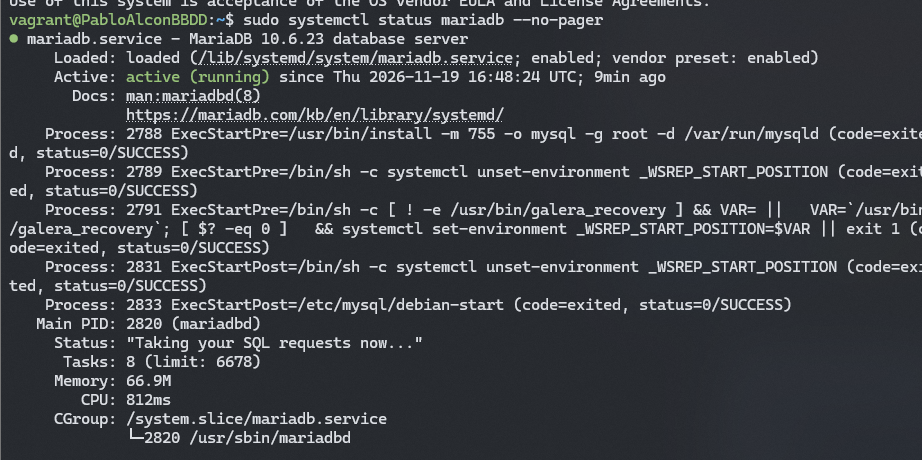 Use of this system is acceptance of the OS vendor EULA and License Agreements.
vagrant@PabloAlconBBDD:~$ sudo systemctl status mariadb --no-pager
● mariadb.service - MariaDB 10.6.23 database server
     Loaded: loaded (/lib/systemd/system/mariadb.service; enabled; vendor preset: enabled)
     Active: active (running) since Thu 2026-11-19 16:48:24 UTC; 9min ago
       Docs: man:mariadbd(8)
             https://mariadb.com/kb/en/library/systemd/
    Process: 2788 ExecStartPre=/usr/bin/install -m 755 -o mysql -g root -d /var/run/mysqld (code=exite
d, status=0/SUCCESS)
    Process: 2789 ExecStartPre=/bin/sh -c systemctl unset-environment _WSREP_START_POSITION (code=exit
ed, status=0/SUCCESS)
    Process: 2791 ExecStartPre=/bin/sh -c [ ! -e /usr/bin/galera_recovery ] && VAR= ||   VAR=`/usr/bin
/galera_recovery`; [ $? -eq 0 ]   && systemctl set-environment _WSREP_START_POSITION=$VAR || exit 1 (c
ode=exited, status=0/SUCCESS)
    Process: 2831 ExecStartPost=/bin/sh -c systemctl unset-environment _WSREP_START_POSITION (code=exi
ted, status=0/SUCCESS)
    Process: 2833 ExecStartPost=/etc/mysql/debian-start (code=exited, status=0/SUCCESS)
   Main PID: 2820 (mariadbd)
     Status: "Taking your SQL requests now..."
      Tasks: 8 (limit: 6678)
     Memory: 66.9M
        CPU: 812ms
     CGroup: /system.slice/mariadb.service
             └─2820 /usr/sbin/mariadbd